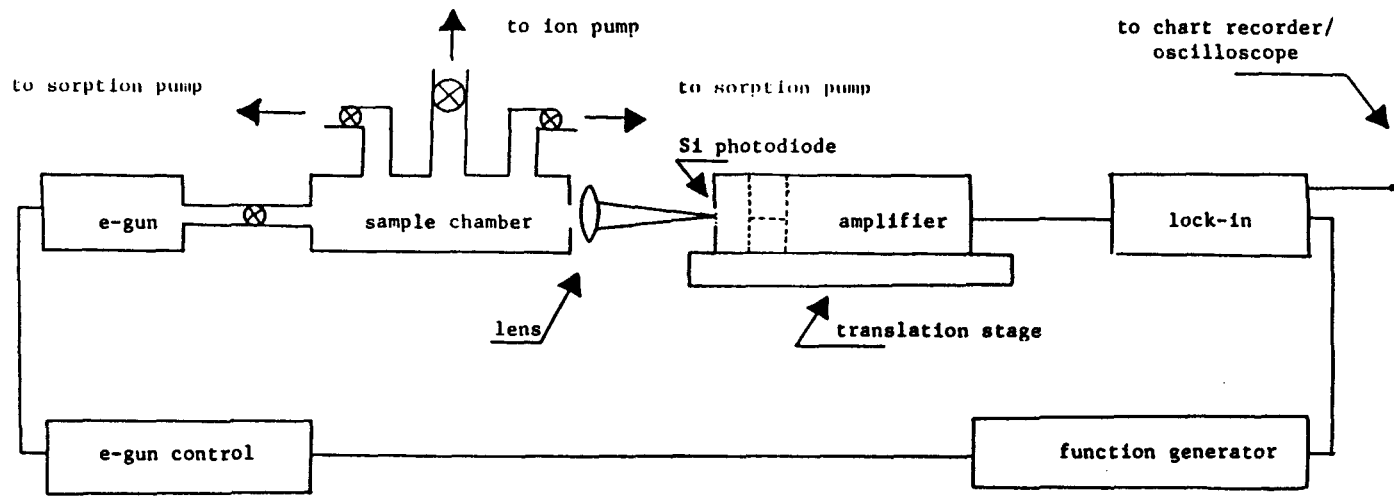 to ion pump
to chart recorder/
oscilloscope
to sorption pump
to sorption pump
Si photodiode
e-gun
sample chamber
amplifier
lock-in
lens
translation stage
e-gun control
function generator